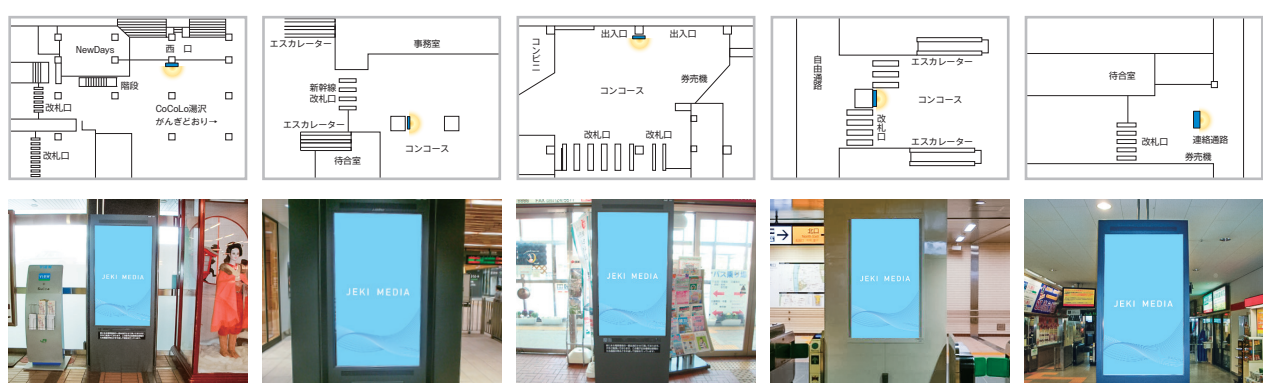 NewDays
西 口
階段
改札口
CoCoLo湯沢
がんぎどおり→
改札口
エスカレーター
事務室
新幹線
改札口
エスカレーター
コンコース
待合室
出入口
出入口
コンビニ
券売機
コンコース
改札口
改札口
自由通路
エスカレーター
コンコース
改札口
エスカレーター
待合室
改札口
連絡通路
券売機
JEKI MEDIA
JEKI MEDIA
JEKI MEDIA
JEKI MEDIA
JEKI MEDIA